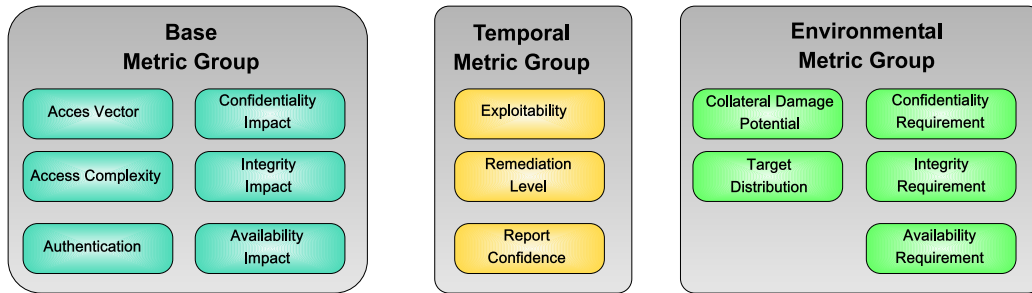 Base
Metric Group
Acces Vector
Confidentiality
Impact
Access Complexity
Integrity
Impact
Authentication
Availability
Impact
Temporal
Metric Group
Exploitability
Remediation
Level
Report
Confidence
Environmental
Metric Group
Collateral Damage
Potential
Confidentiality
Requirement
Target
Distribution
Integrity
Requirement
Availability
Requirement